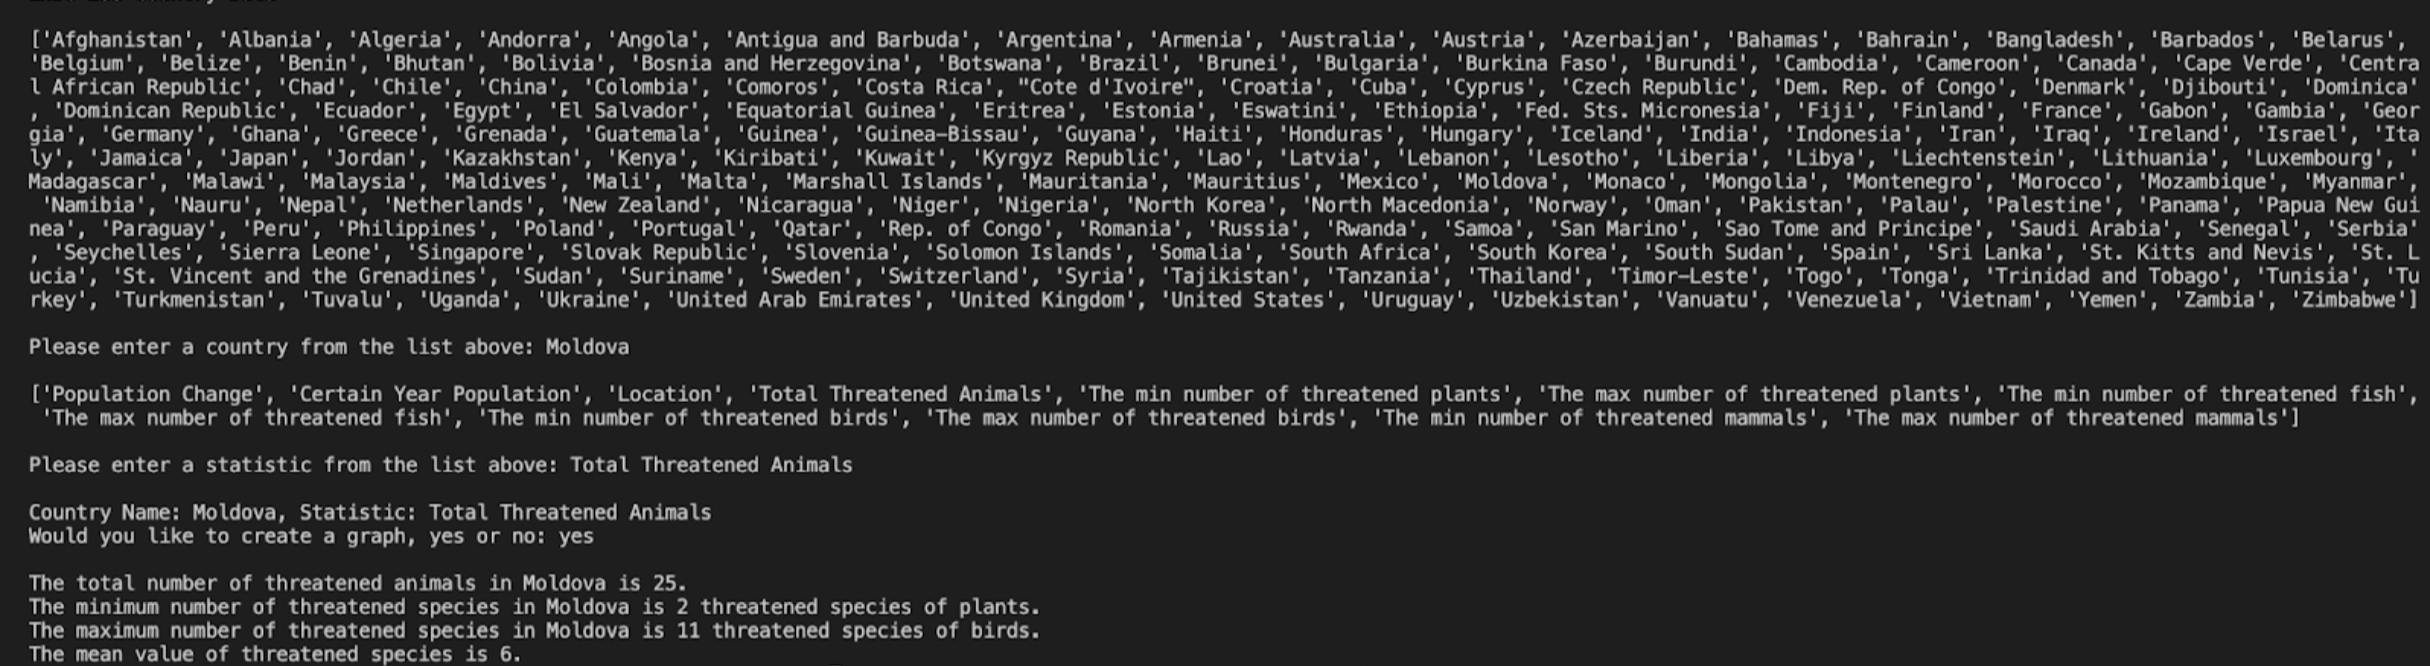 ['Afghanistan', 'Albania', 'Algeria', 'Andorra', 'Angola', 'Antigua and Barbuda', 'Argentina', 'Armenia', 'Australia', 'Austria', 'Azerbaijan', 'Bahamas', 'Bahrain', 'Bangladesh', 'Barbados', 'Belarus',
'Belgium', 'Belize', 'Benin', 'Bhutan', 'Bolivia', 'Bosnia and Herzegovina', 'Botswana', 'Brazil', 'Brunei', 'Bulgaria', 'Burkina Faso', 'Burundi', 'Cambodia', 'Cameroon', 'Canada', 'Cape Verde', 'Centra
l African Republic', 'Chad', 'Chile', 'China', 'Colombia', 'Comoros', 'Costa Rica', "Cote d'Ivoire", 'Croatia', 'Cuba', 'Cyprus', 'Czech Republic', 'Dem. Rep. of Congo', 'Denmark', 'Djibouti', 'Dominica'
, 'Dominican Republic', 'Ecuador', 'Egypt', 'El Salvador', 'Equatorial Guinea', 'Eritrea', 'Estonia', 'Eswatini', 'Ethiopia', 'Fed. Sts. Micronesia', 'Fiji', 'Finland', 'France', 'Gabon', 'Gambia', 'Geor
gia', 'Germany', 'Ghana', 'Greece', 'Grenada', 'Guatemala', 'Guinea', 'Guinea-Bissau', 'Guyana', 'Haiti', 'Honduras', 'Hungary', 'Iceland', 'India', 'Indonesia', 'Iran', 'Iraq', 'Ireland', 'Israel', 'Ita
ly', 'Jamaica', 'Japan', 'Jordan', 'Kazakhstan', 'Kenya', 'Kiribati', 'Kuwait', 'Kyrgyz Republic', 'Lao', 'Latvia', 'Lebanon', 'Lesotho', 'Liberia', 'Libya', 'Liechtenstein', 'Lithuania', 'Luxembourg', '
Madagascar', 'Malawi', 'Malaysia', 'Maldives', 'Mali', 'Malta', 'Marshall Islands', 'Mauritania', 'Mauritius', 'Mexico', 'Moldova', 'Monaco', 'Mongolia', 'Montenegro', 'Morocco', 'Mozambique', 'Myanmar',
'Namibia', 'Nauru', 'Nepal', 'Netherlands', 'New Zealand', 'Nicaragua', 'Niger', 'Nigeria', 'North Korea', 'North Macedonia', 'Norway', 'Oman', 'Pakistan', 'Palau', 'Palestine', 'Panama', 'Papua New Gui
nea', 'Paraguay', 'Peru', 'Philippines', 'Poland', 'Portugal', 'Qatar', 'Rep. of Congo', 'Romania', 'Russia', 'Rwanda', 'Samoa', 'San Marino', 'Sao Tome and Principe', 'Saudi Arabia', 'Senegal', 'Serbia'
, 'Seychelles', 'Sierra Leone', 'Singapore', 'Slovak Republic', 'Slovenia', 'Solomon Islands', 'Somalia', 'South Africa', 'South Korea', 'South Sudan', 'Spain', 'Sri Lanka', 'St. Kitts and Nevis', 'St. L
ucia', 'St. Vincent and the Grenadines', 'Sudan', 'Suriname', 'Sweden', 'Switzerland', 'Syria', 'Tajikistan', 'Tanzania', 'Thailand', 'Timor-Leste', 'Togo', 'Tonga', 'Trinidad and Tobago', 'Tunisia', 'Tu
rkey', 'Turkmenistan', 'Tuvalu', 'Uganda', 'Ukraine', 'United Arab Emirates', 'United Kingdom', 'United States', 'Uruguay', 'Uzbekistan', 'Vanuatu', 'Venezuela', 'Vietnam', 'Yemen', 'Zambia', 'Zimbabwe']
Please enter a country from the list above: Moldova
['Population Change', 'Certain Year Population', 'Location', 'Total Threatened Animals', 'The min number of threatened plants', 'The max number of threatened plants', 'The min number of threatened fish',
'The max number of threatened fish', 'The min number of threatened birds', 'The max number of threatened birds', 'The min number of threatened mammals', 'The max number of threatened mammals']
Please enter a statistic from the list above: Total Threatened Animals
Country Name: Moldova, Statistic: Total Threatened Animals
Would you like to create a graph, yes or no: yes
The total number of threatened animals in Moldova is 25.
The minimum number of threatened species in Moldova is 2 threatened species of plants.
The maximum number of threatened species in Moldova is 11 threatened species of birds.
The mean value of threatened species is 6.